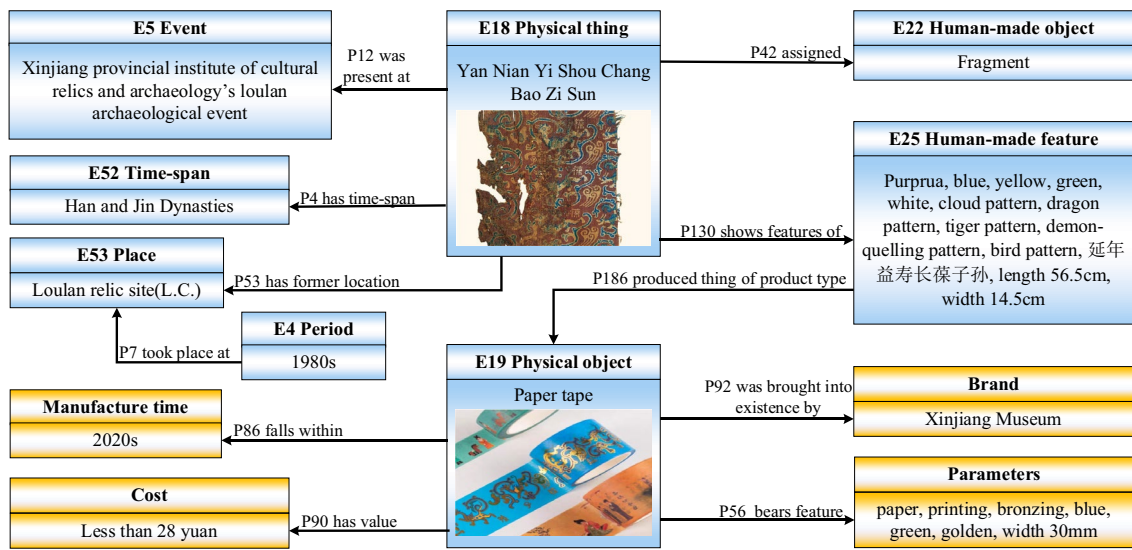 E5 Event
Xinjiang provincial institute of cultural
relics and archaeology's loulan
archaeological event
P12 was
present at
E18 Physical thing
Yan Nian Yi Shou Chang
Bao Zi Sun
P42 assigned
E22 Human-made object
Fragment
E52 Time-span
Han and Jin Dynasties
P4 has time-span
E25 Human-made feature
Purprua, blue, yellow, green,
white, cloud pattern, dragon
pattern, tiger pattern, demon-
quelling pattern, bird pattern, 延年
益寿长葆子孙, length 56.5cm,
width 14.5cm
P130 shows features of
E53 Place
Loulan relic site(L.C.)
P53 has former location
P186 produced thing of product type
E4 Period
1980s
P7 took place at
E19 Physical object
Paper tape
P92 was brought into
existence by
Brand
Xinjiang Museum
Manufacture time
2020s
P86 falls within
Cost
Less than 28 yuan
P90 has value
P56 bears feature
Parameters
paper, printing, bronzing, blue,
green, golden, width 30mm